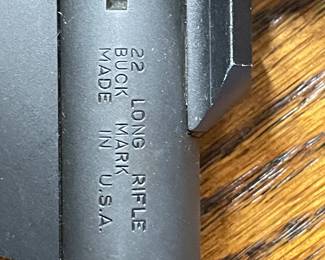 22 LONG RIFLE
BUCK MARK
MADE IN U.S.A.